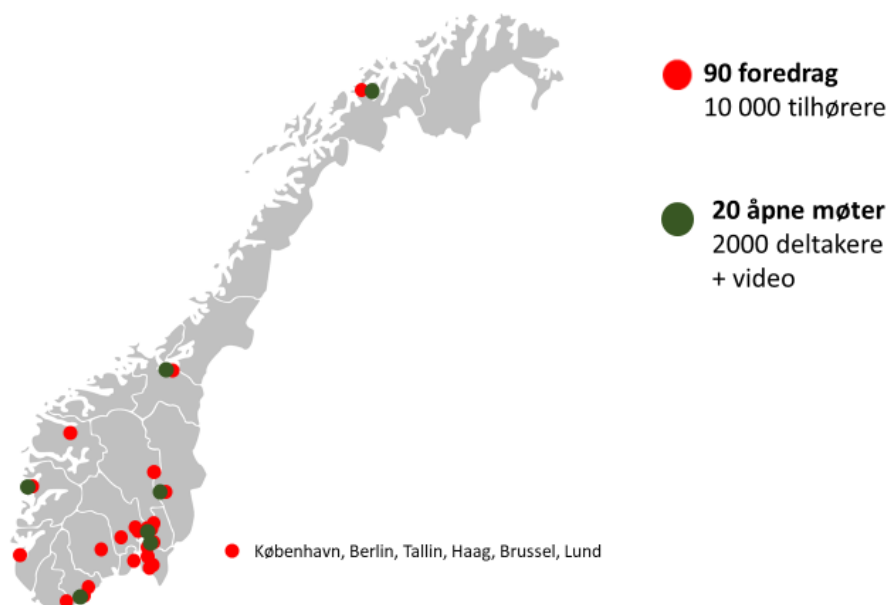 90 foredrag
10 000 tilhørere
20 åpne møter
2000 deltakere
+ video
København, Berlin, Tallin, Haag, Brussel, Lund